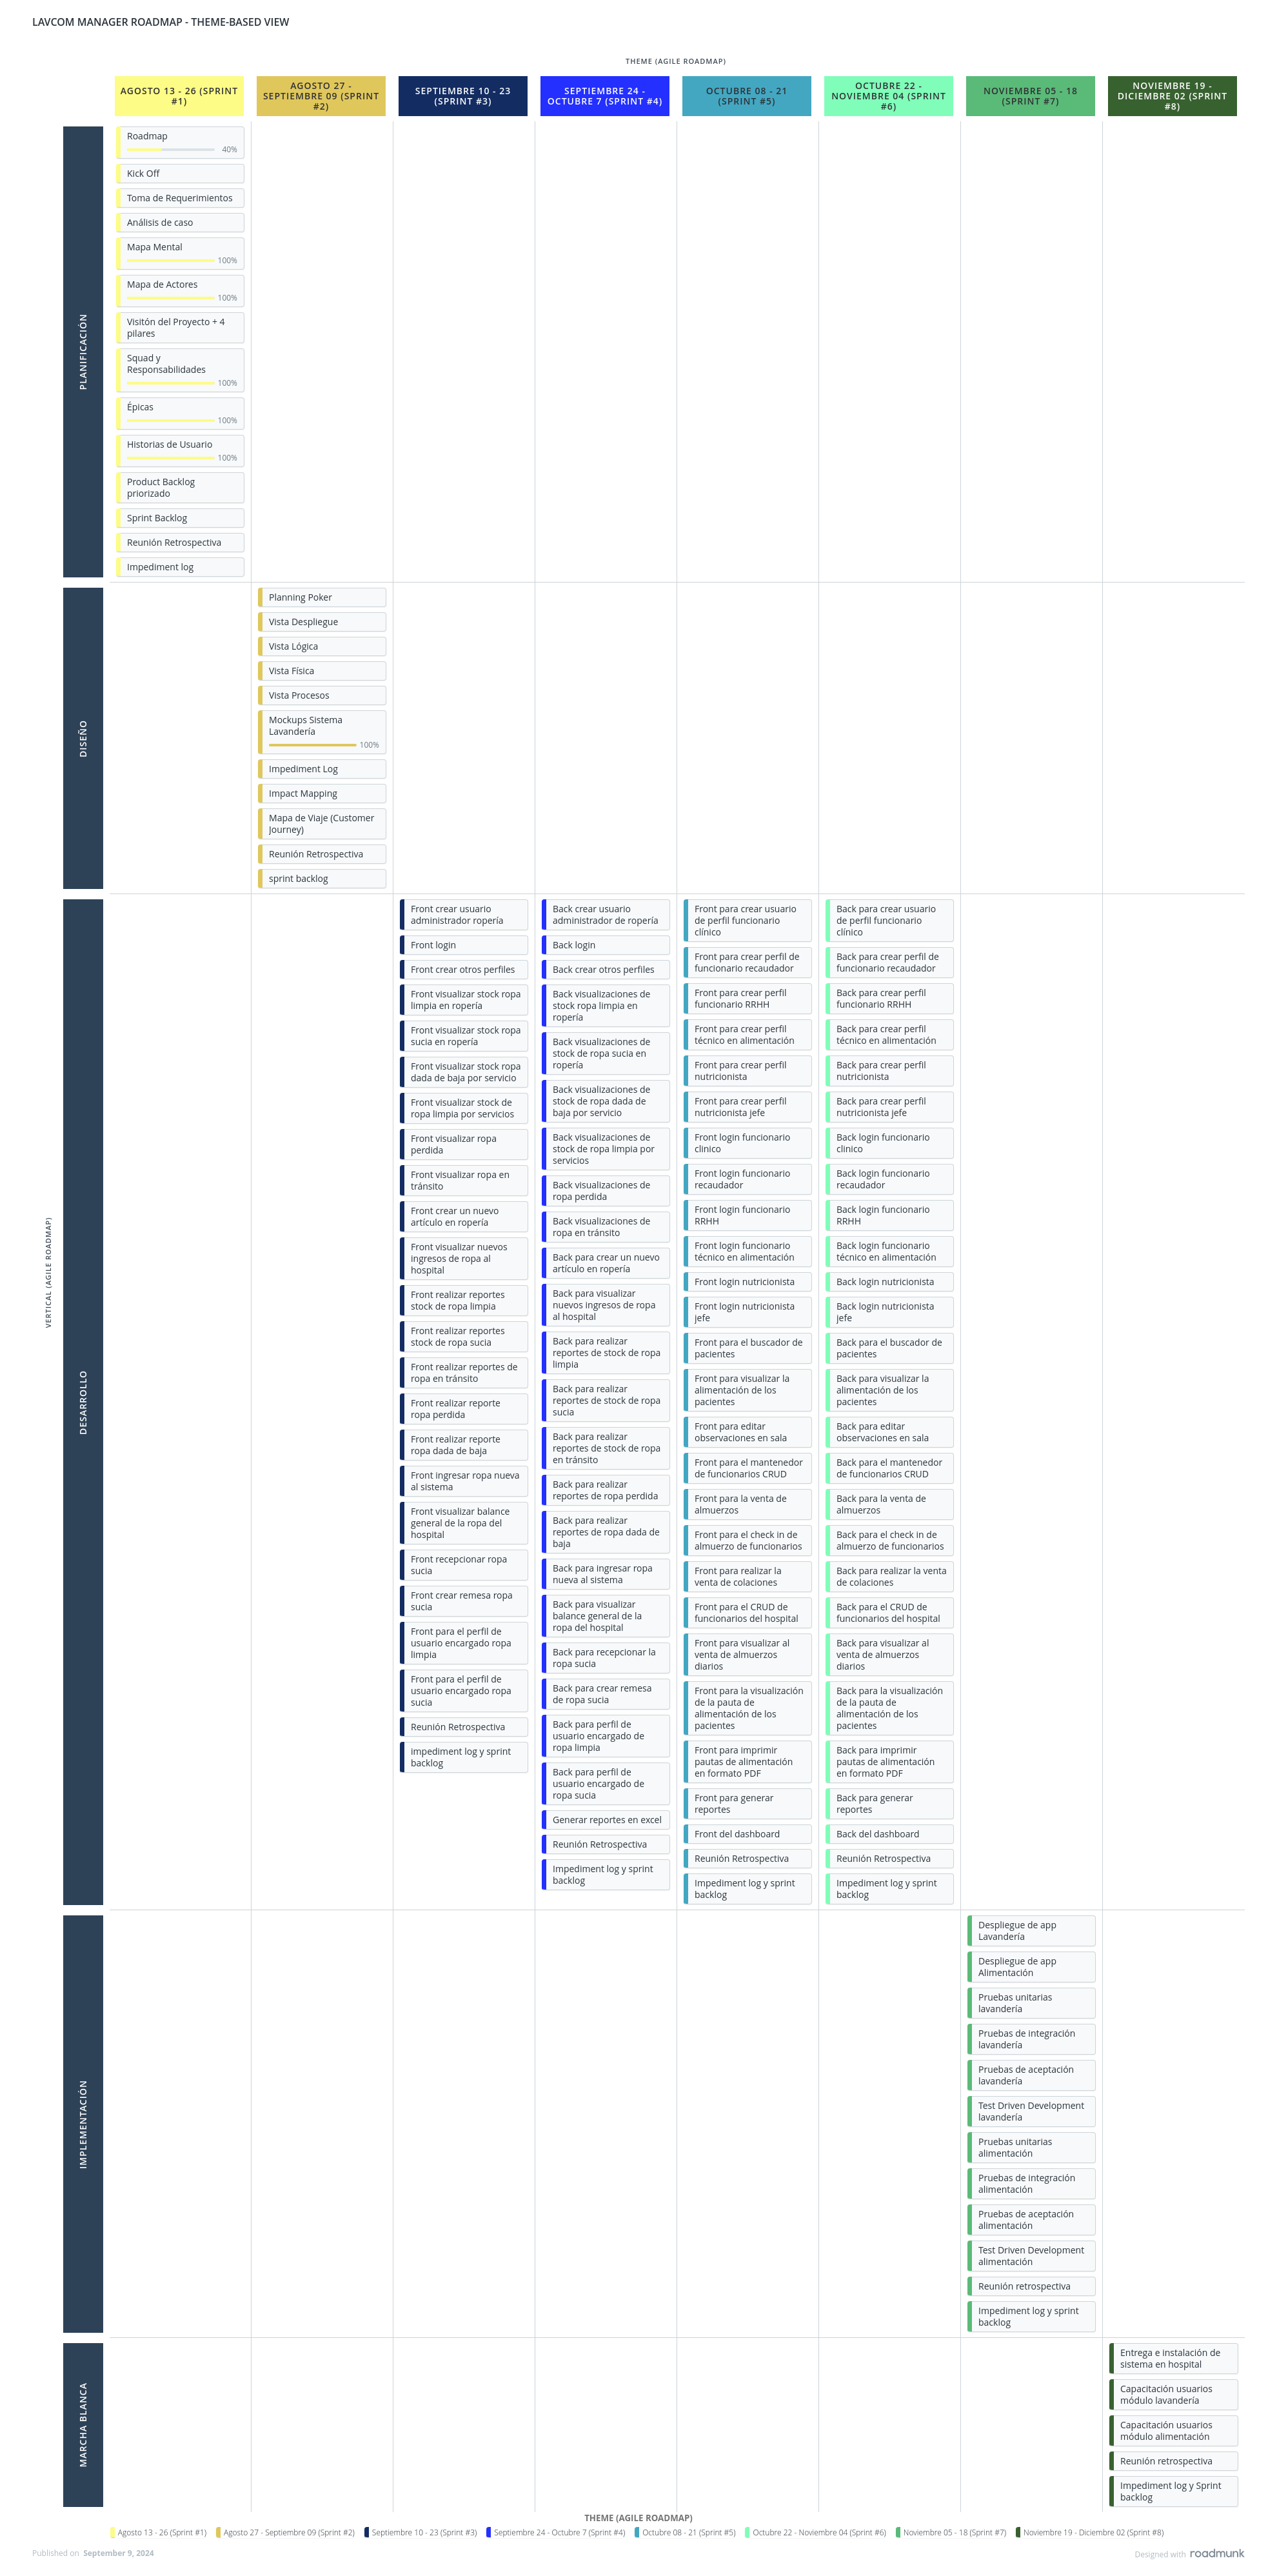 LAVCOM MANAGER ROADMAP - THEME-BASED VIEW
THEME (AGILE ROADMAP)
AGOSTO 13 - 26 (SPRINT
#1)
AGOSTO 27 -
SEPTIEMBRE 09 (SPRINT
#2)
SEPTIEMBRE 10 - 23
(SPRINT #3)
SEPTIEMBRE 24 -
OCTUBRE 7 (SPRINT #4)
OCTUBRE 08 - 21
(SPRINT #5)
OCTUBRE 22 -
NOVIEMBRE 04 (SPRINT
#6)
NOVIEMBRE 05 - 18
(SPRINT #7)
NOVIEMBRE 19 -
DICIEMBRE 02 (SPRINT
#8)
VERTICAL (AGILE ROADMAP)
PLANIFICACIÓN
Roadmap
40%
Kick Off
Toma de Requerimientos
Análisis de caso
Mapa Mental
100%
Mapa de Actores
100%
Visitón del Proyecto + 4
pilares
Squad y
Responsabilidades
100%
Épicas
100%
Historias de Usuario
100%
Product Backlog
priorizado
Sprint Backlog
Reunión Retrospectiva
Impediment log
DISEÑO
Planning Poker
Vista Despliegue
Vista Lógica
Vista Física
Vista Procesos
Mockups Sistema
Lavandería
100%
Impediment Log
Impact Mapping
Mapa de Viaje (Customer
Journey)
Reunión Retrospectiva
sprint backlog
DESARROLLO
Front crear usuario
administrador ropería
Front login
Front crear otros perfiles
Front visualizar stock ropa
limpia en ropería
Front visualizar stock ropa
sucia en ropería
Front visualizar stock ropa
dada de baja por servicio
Front visualizar stock de
ropa limpia por servicios
Front visualizar ropa
perdida
Front visualizar ropa en
tránsito
Front crear un nuevo
artículo en ropería
Front visualizar nuevos
ingresos de ropa al
hospital
Front realizar reportes
stock de ropa limpia
Front realizar reportes
stock de ropa sucia
Front realizar reportes de
ropa en tránsito
Front realizar reporte
ropa perdida
Front realizar reporte
ropa dada de baja
Front ingresar ropa nueva
al sistema
Front visualizar balance
general de la ropa del
hospital
Front recepcionar ropa
sucia
Front crear remesa ropa
sucia
Front para el perfil de
usuario encargado ropa
limpia
Front para el perfil de
usuario encargado ropa
sucia
Reunión Retrospectiva
impediment log y sprint
backlog
Back crear usuario
administrador de ropería
Back login
Back crear otros perfiles
Back visualizaciones de
stock ropa limpia en
ropería
Back visualizaciones de
stock de ropa sucia en
ropería
Back visualizaciones de
stock de ropa dada de
baja por servicio
Back visualizaciones de
stock de ropa limpia por
servicios
Back visualizaciones de
ropa perdida
Back visualizaciones de
ropa en tránsito
Back para crear un nuevo
artículo en ropería
Back para visualizar
nuevos ingresos de ropa
al hospital
Back para realizar
reportes de stock de ropa
limpia
Back para realizar
reportes de stock de ropa
sucia
Back para realizar
reportes de stock de ropa
en tránsito
Back para realizar
reportes de ropa perdida
Back para realizar
reportes de ropa dada de
baja
Back para ingresar ropa
nueva al sistema
Back para visualizar
balance general de la
ropa del hospital
Back para recepcionar la
ropa sucia
Back para crear remesa
de ropa sucia
Back para perfil de
usuario encargado de
ropa limpia
Back para perfil de
usuario encargado de
ropa sucia
Generar reportes en excel
Reunión Retrospectiva
Impediment log y sprint
backlog
Front para crear usuario
de perfil funcionario
clínico
Front para crear perfil de
funcionario recaudador
Front para crear perfil
funcionario RRHH
Front para crear perfil
técnico en alimentación
Front para crear perfil
nutricionista
Front para crear perfil
nutricionista jefe
Front login funcionario
clinico
Front login funcionario
recaudador
Front login funcionario
RRHH
Front login funcionario
técnico en alimentación
Front login nutricionista
Front login nutricionista
jefe
Front para el buscador de
pacientes
Front para visualizar la
alimentación de los
pacientes
Front para editar
observaciones en sala
Front para el mantenedor
de funcionarios CRUD
Front para la venta de
almuerzos
Front para el check in de
almuerzo de funcionarios
Front para realizar la
venta de colaciones
Front para el CRUD de
funcionarios del hospital
Front para visualizar al
venta de almuerzos
diarios
Front para la visualización
de la pauta de
alimentación de los
pacientes
Front para imprimir
pautas de alimentación
en formato PDF
Front para generar
reportes
Front del dashboard
Reunión Retrospectiva
Impediment log y sprint
backlog
Back para crear usuario
de perfil funcionario
clínico
Back para crear perfil de
funcionario recaudador
Back para crear perfil
funcionario RRHH
Back para crear perfil
técnico en alimentación
Back para crear perfil
nutricionista
Back para crear perfil
nutricionista jefe
Back login funcionario
clinico
Back login funcionario
recaudador
Back login funcionario
RRHH
Back login funcionario
técnico en alimentación
Back login nutricionista
Back login nutricionista
jefe
Back para el buscador de
pacientes
Back para visualizar la
alimentación de los
pacientes
Back para editar
observaciones en sala
Back para el mantenedor
de funcionarios CRUD
Back para la venta de
almuerzos
Back para el check in de
almuerzo de funcionarios
Back para realizar la venta
de colaciones
Back para el CRUD de
funcionarios del hospital
Back para visualizar al
venta de almuerzos
diarios
Back para la visualización
de la pauta de
alimentación de los
pacientes
Back para imprimir
pautas de alimentación
en formato PDF
Back para generar
reportes
Back del dashboard
Reunión Retrospectiva
Impediment log y sprint
backlog
IMPLEMENTACIÓN
Despliegue de app
Lavandería
Despliegue de app
Alimentación
Pruebas unitarias
lavandería
Pruebas de integración
lavandería
Pruebas de aceptación
lavandería
Test Driven Development
lavandería
Pruebas unitarias
alimentación
Pruebas de integración
alimentación
Pruebas de aceptación
alimentación
Test Driven Development
alimentación
Reunión retrospectiva
Impediment log y sprint
backlog
MARCHA BLANCA
Entrega e instalación de
sistema en hospital
Capacitación usuarios
módulo lavandería
Capacitación usuarios
módulo alimentación
Reunión retrospectiva
Impediment log y Sprint
backlog
THEME (AGILE ROADMAP)
Agosto 13 - 26 (Sprint #1)
Agosto 27 - Septiembre 09 (Sprint #2)
Septiembre 10 - 23 (Sprint #3)
Septiembre 24 - Octubre 7 (Sprint #4)
Octubre 08 - 21 (Sprint #5)
Octubre 22 - Noviembre 04 (Sprint #6)
Noviembre 05 - 18 (Sprint #7)
Noviembre 19 - Diciembre 02 (Sprint #8)
Published on September 9, 2024
Designed with roadmunk